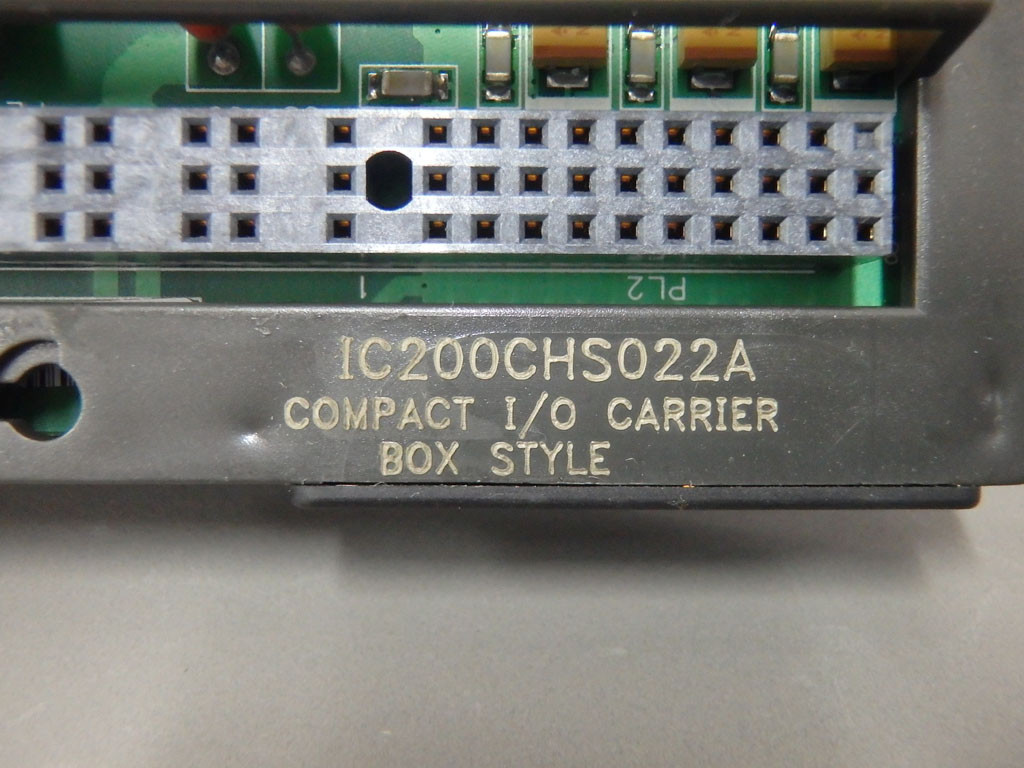 1
PL2
IC200CHS022A
COMPACT I/O CARRIER
BOX STYLE